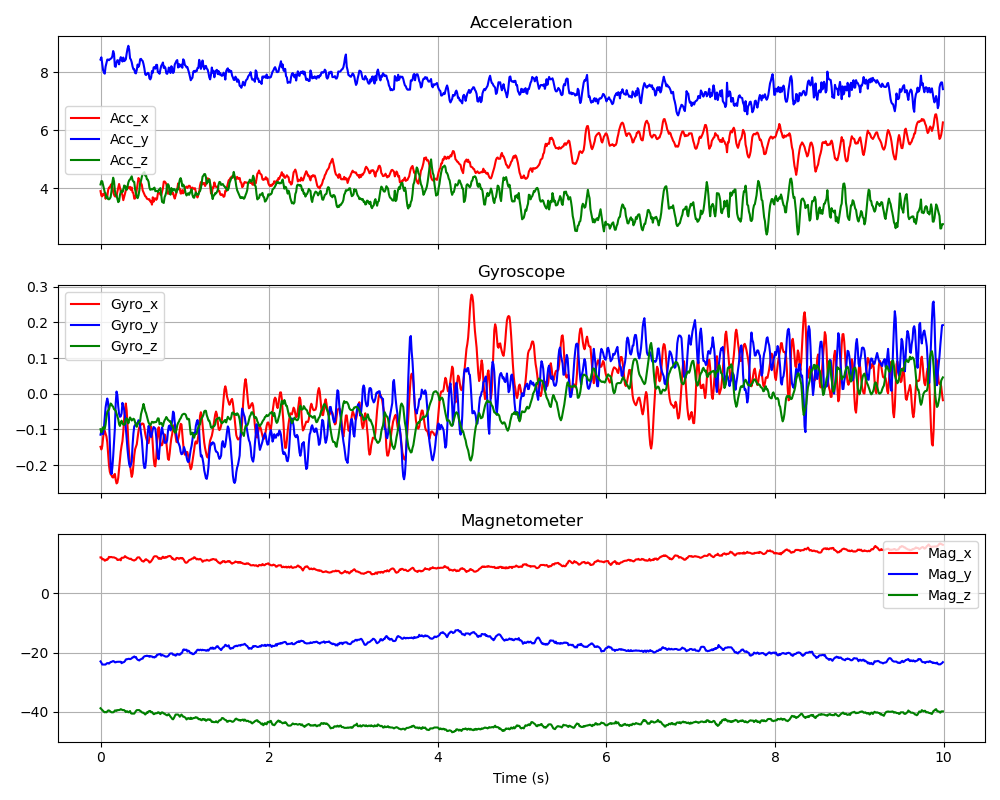 Acceleration
8
6
4
Acc_x
Acc_y
Acc_z
Gyroscope
0.3
0.2
0.1
0.0
−0.1
−0.2
Gyro_x
Gyro_y
Gyro_z
Magnetometer
0
−20
−40
Mag_x
Mag_y
Mag_z
0 2 4 6 8 10
Time (s)